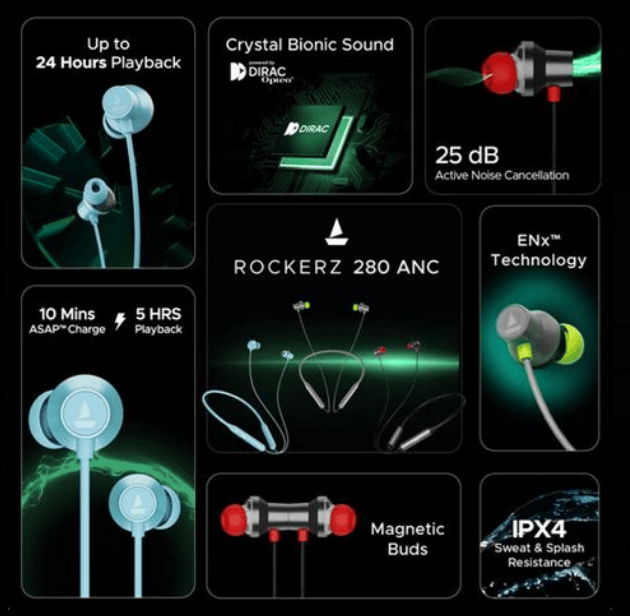 Up to
24 Hours Playback
Crystal Bionic Sound
powered by
DIRAC
Opteo™
DIRAC
25 dB
Active Noise Cancellation
ROCKERZ 280 ANC
ENx™
Technology
10 Mins
ASAP™ Charge
5 HRS
Playback
Magnetic
Buds
IPX4
Sweat & Splash
Resistance